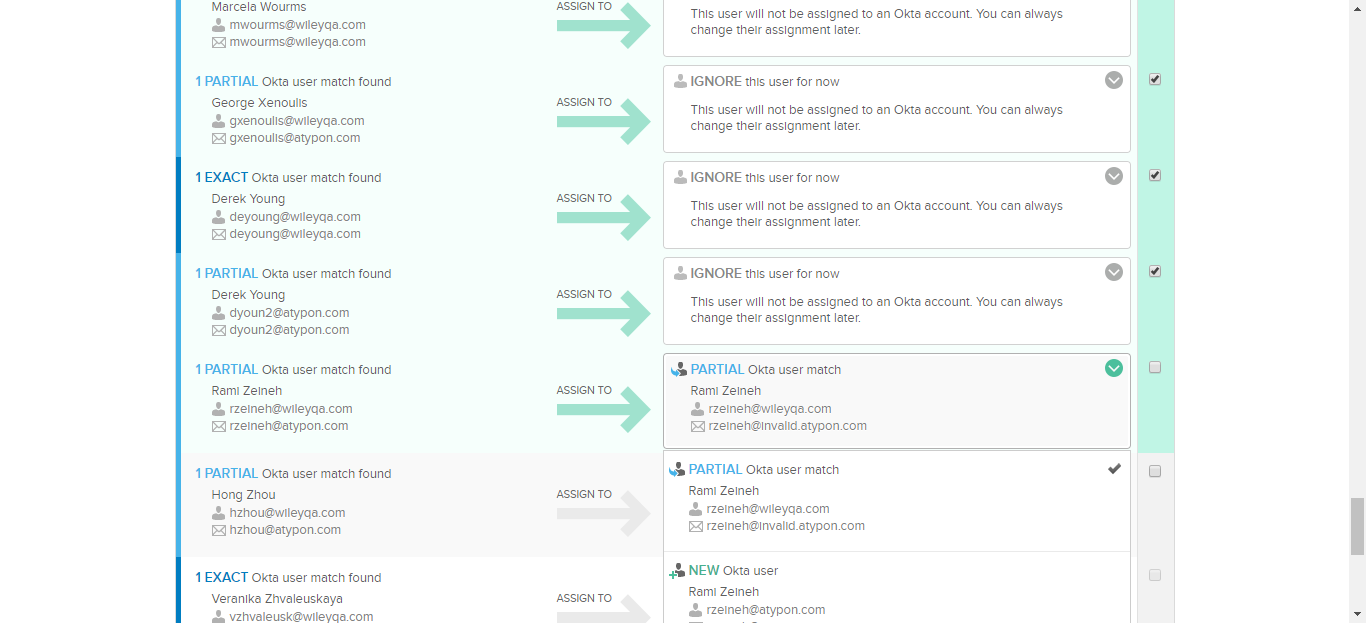 Marcela Wourms
mwourms@wileyqa.com
mwourms@wileyqa.com
ASSIGN TO
This user will not be assigned to an Okta account. You can always
change their assignment later.
1 PARTIAL Okta user match found
George Xenoulis
gxenoulis@wileyqa.com
gxenoulis@atypon.com
ASSIGN TO
IGNORE this user for now
This user will not be assigned to an Okta account. You can always
change their assignment later.
1 EXACT Okta user match found
Derek Young
deyoung@wileyqa.com
deyoung@wileyqa.com
ASSIGN TO
IGNORE this user for now
This user will not be assigned to an Okta account. You can always
change their assignment later.
1 PARTIAL Okta user match found
Derek Young
dyoun2@atypon.com
dyoun2@atypon.com
ASSIGN TO
IGNORE this user for now
This user will not be assigned to an Okta account. You can always
change their assignment later.
1 PARTIAL Okta user match found
Rami Zeineh
rzeineh@wileyqa.com
rzeineh@atypon.com
ASSIGN TO
PARTIAL Okta user match
Rami Zeineh
rzeineh@wileyqa.com
rzeineh@invalid.atypon.com
1 PARTIAL Okta user match found
Hong Zhou
hzhou@wileyqa.com
hzhou@atypon.com
ASSIGN TO
PARTIAL Okta user match
Rami Zeineh
rzeineh@wileyqa.com
rzeineh@invalid.atypon.com
1 EXACT Okta user match found
Veranika Zhvaleuskaya
vzhvaleusk@wileyqa.com
ASSIGN TO
NEW Okta user
Rami Zeineh
rzeineh@atypon.com